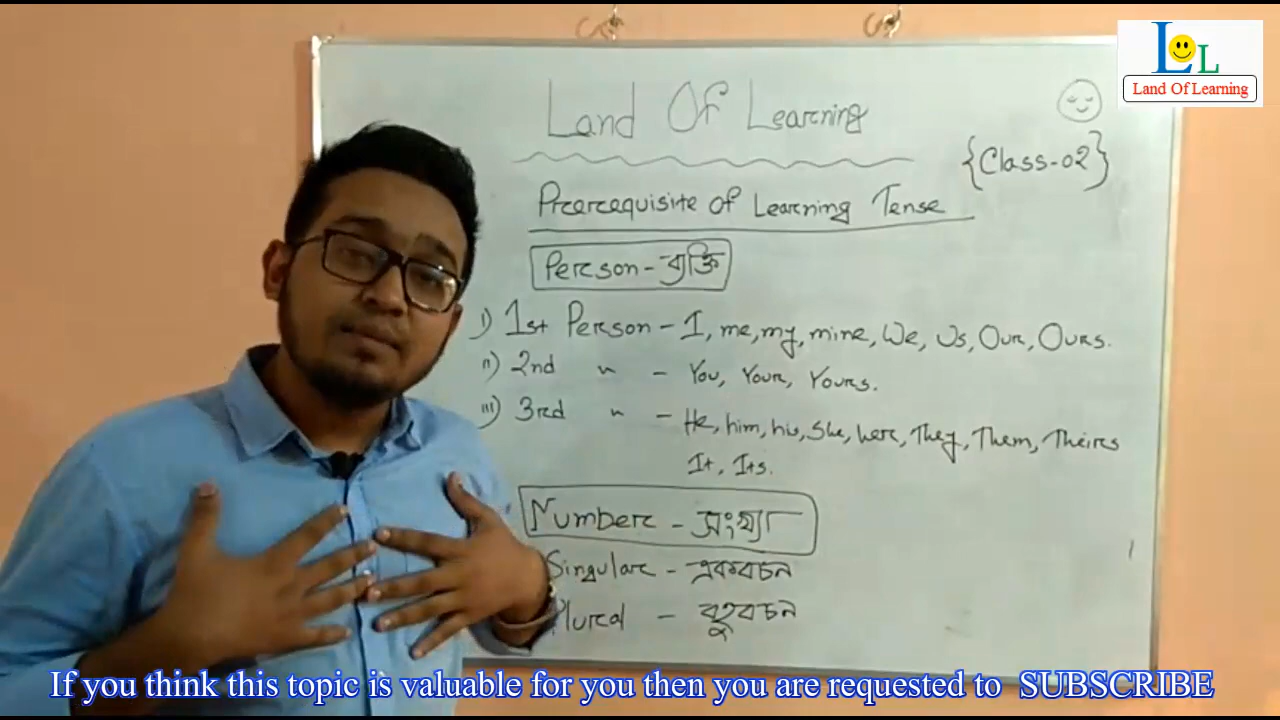 L L
Land Of Learning
Land Of Learning
{Class-02}
Prerequisite of Learning Tense
Person - ব্যক্তি
i) 1st Person - I, me, my, mine, We, Us, Our, Ours.
ii) 2nd " - You, Your, Yours.
iii) 3rd " - He, him, his, She, her, They, Them, Theirs
It, Its.
Number - সংখ্যা
Singular - একবচন
Plural - বহুবচন
If you think this topic is valuable for you then you are requested to SUBSCRIBE